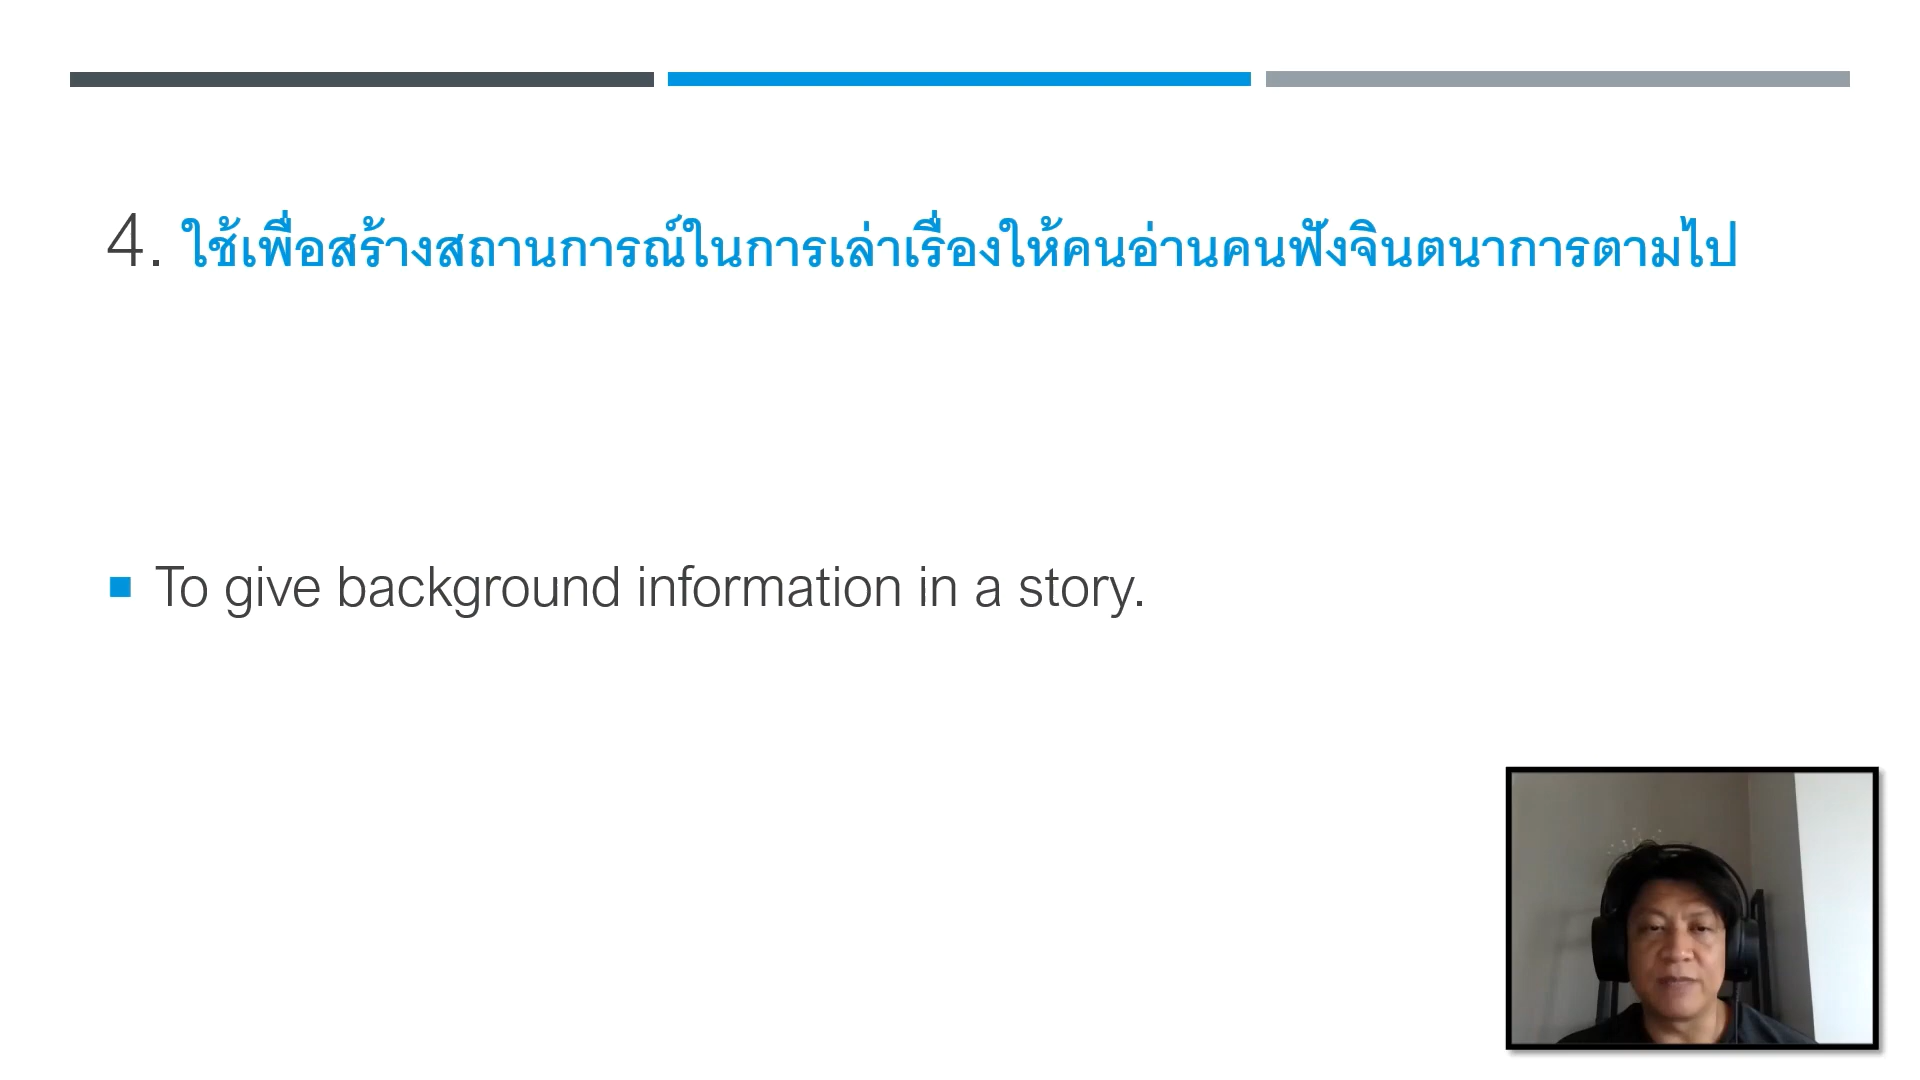 4. ใช้เพื่อสร้างสถานการณ์ในการเล่าเรื่องให้คนอ่านคนฟังจินตนาการตามไป
To give background information in a story.